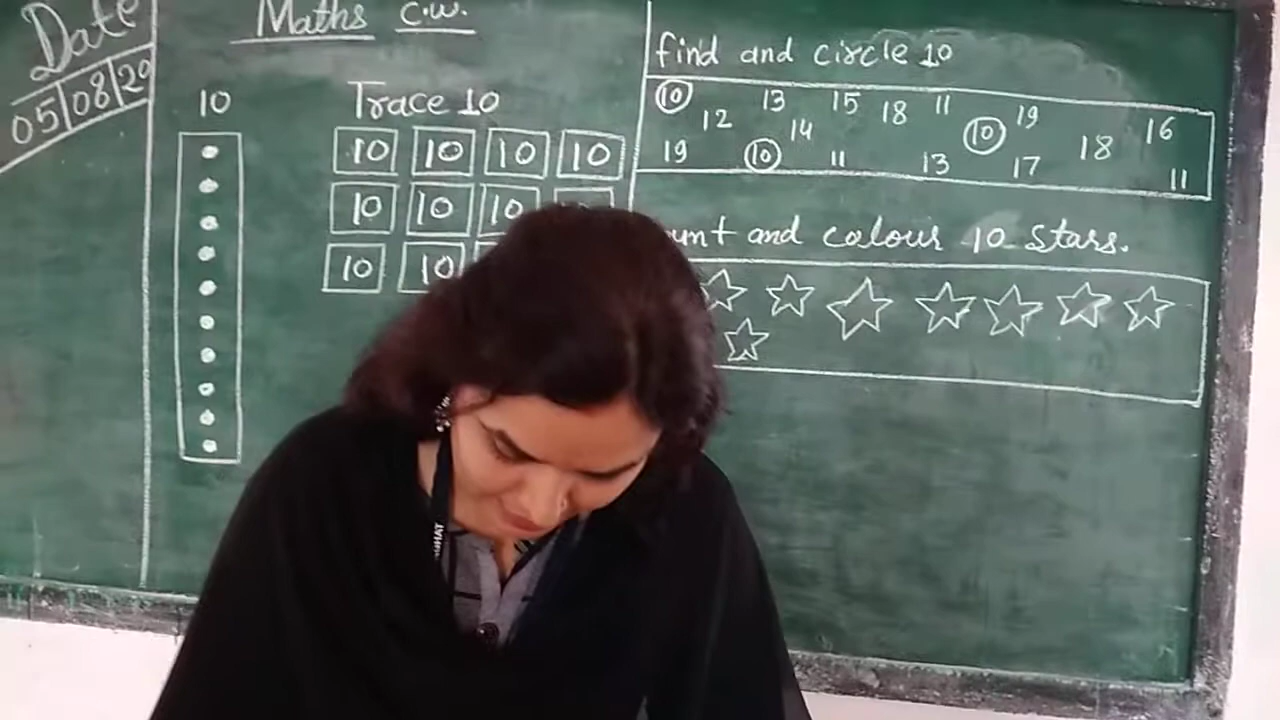 Date
05/08/20
Maths C.W.
10
Trace 10
10 10 10 10
10 10 10
10 10
find and circle 10
10 12 13 15 18 11 10 19 18 16
19 10 14 11 13 17 11
and colour 10 stars.